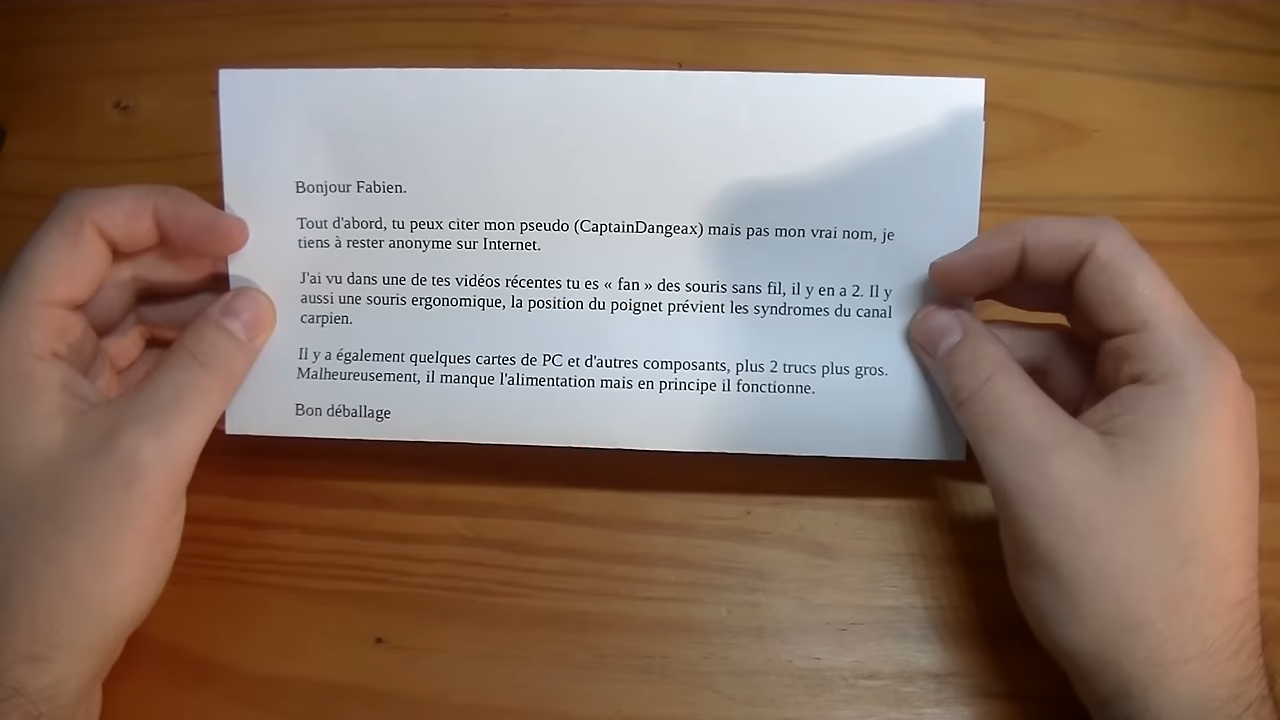 Bonjour Fabien.
Tout d'abord, tu peux citer mon pseudo (CaptainDangeax) mais pas mon vrai nom, je
tiens à rester anonyme sur Internet.
J'ai vu dans une de tes vidéos récentes tu es « fan » des souris sans fil, il y en a 2. Il y
aussi une souris ergonomique, la position du poignet prévient les syndromes du canal
carpien.
Il y a également quelques cartes de PC et d'autres composants, plus 2 trucs plus gros.
Malheureusement, il manque l'alimentation mais en principe il fonctionne.
Bon déballage